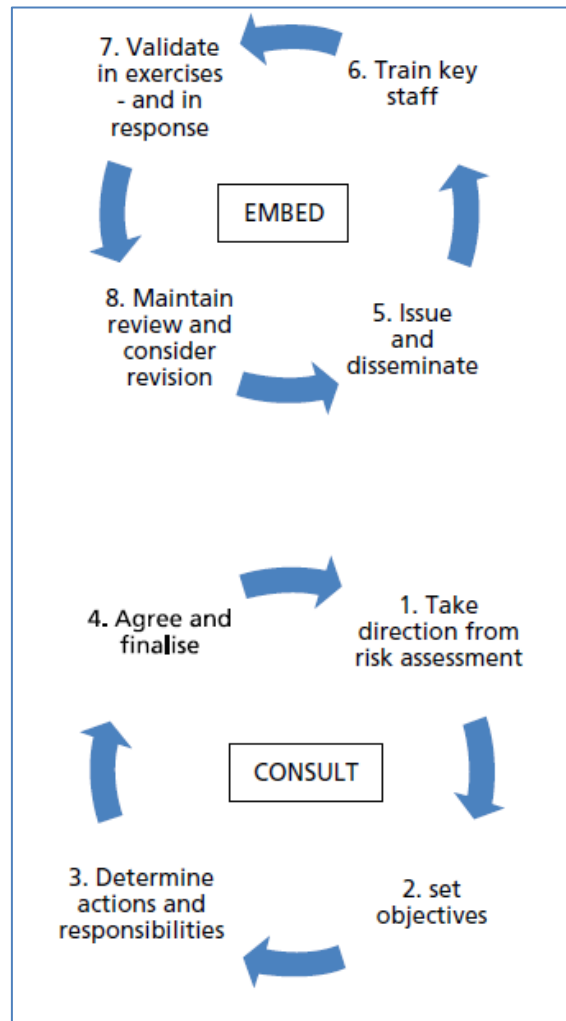 7. Validate
in exercises
- and in
response
6. Train key
staff
EMBED
8. Maintain
review and
consider
revision
5. Issue
and
disseminate
4. Agree and
finalise
1. Take
direction from
risk assessment
CONSULT
3. Determine
actions and
responsibilities
2. set
objectives